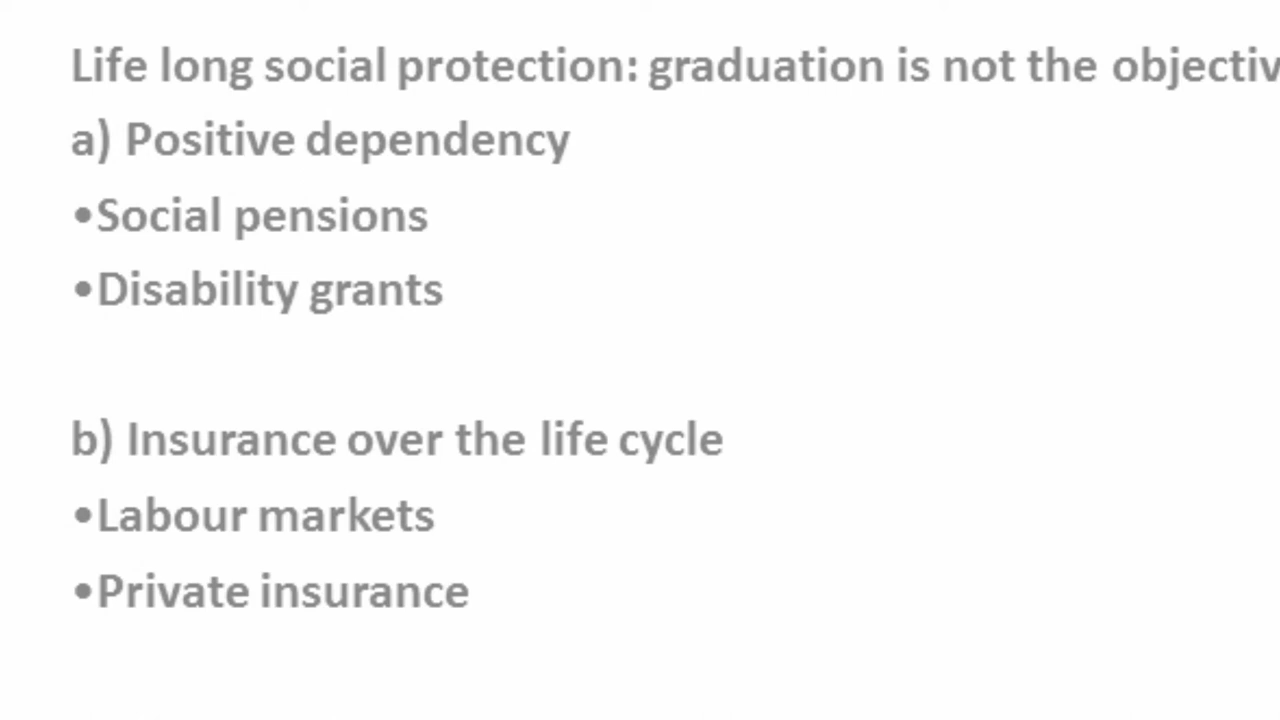 Life long social protection: graduation is not the objectiv
a) Positive dependency
•Social pensions
•Disability grants
b) Insurance over the life cycle
•Labour markets
•Private insurance